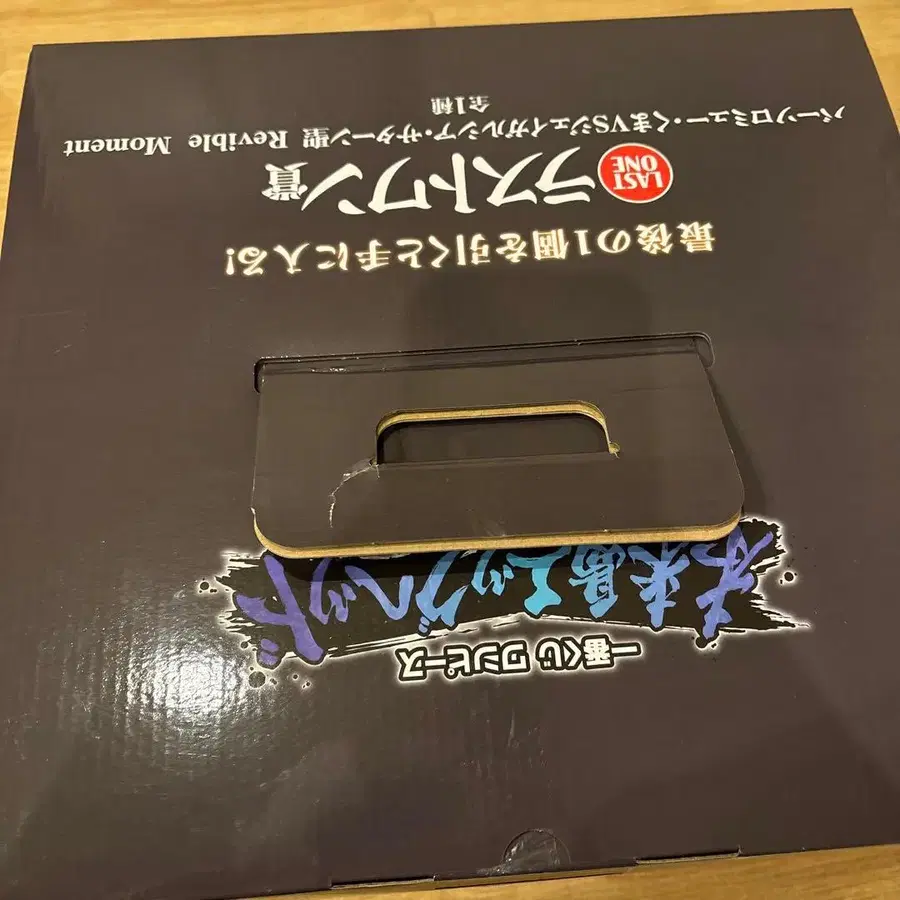 一番くじ ワンピース
未来島エッグヘッド
最後の1個を引くと手に入る!
LAST
ONE
ラストワン賞
バーソロミュー・くまVSジェイガルシア・サターン聖 Revible Moment
全1種